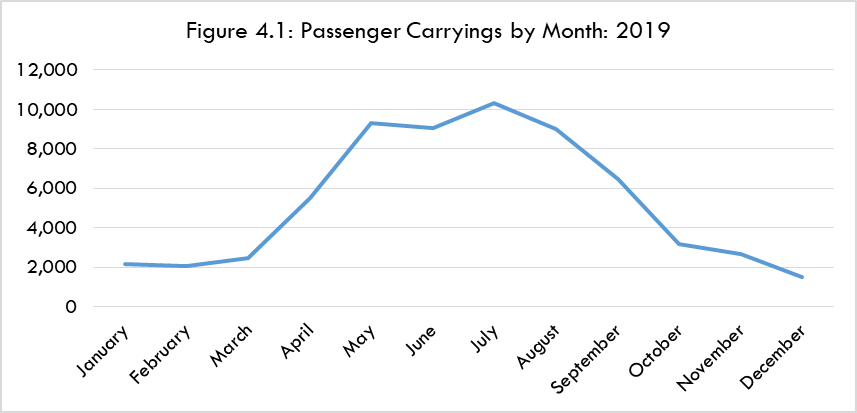 Figure 4.1: Passenger Carryings by Month: 2019
12,000
10,000
8,000
6,000
4,000
2,000
0
January
February
March
April
May
June
July
August
September
October
November
December